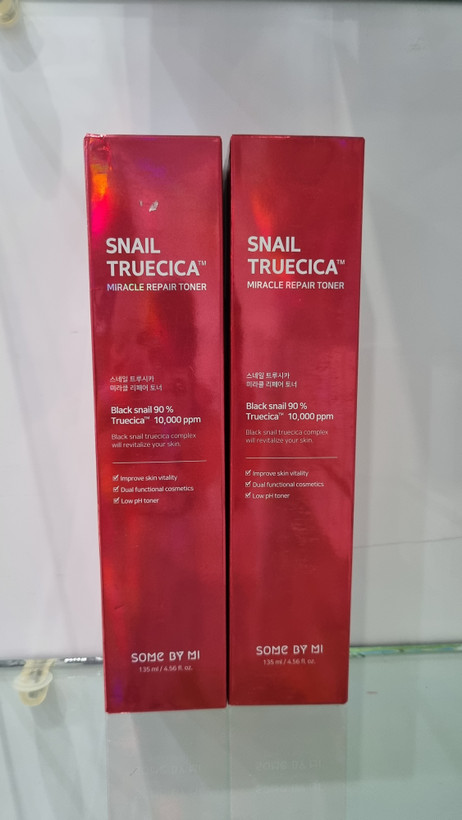 SNAIL
TRUECICA™
MIRACLE REPAIR TONER
스네일 트루시카
미라클 리페어 토너
Black snail 90 %
Truecica™ 10,000 ppm
Black snail truecica complex
will revitalize your skin.
Improve skin vitality
Dual functional cosmetics
Low pH toner
SOME BY MI
135 ml / 4.56 fl. oz.
SNAIL
TRUECICA™
MIRACLE REPAIR TONER
스네일 트루시카
미라클 리페어 토너
Black snail 90 %
Truecica™ 10,000 ppm
Black snail truecica complex
will revitalize your skin.
Improve skin vitality
Dual functional cosmetics
Low pH toner
SOME BY MI
135 ml / 4.56 fl. oz.